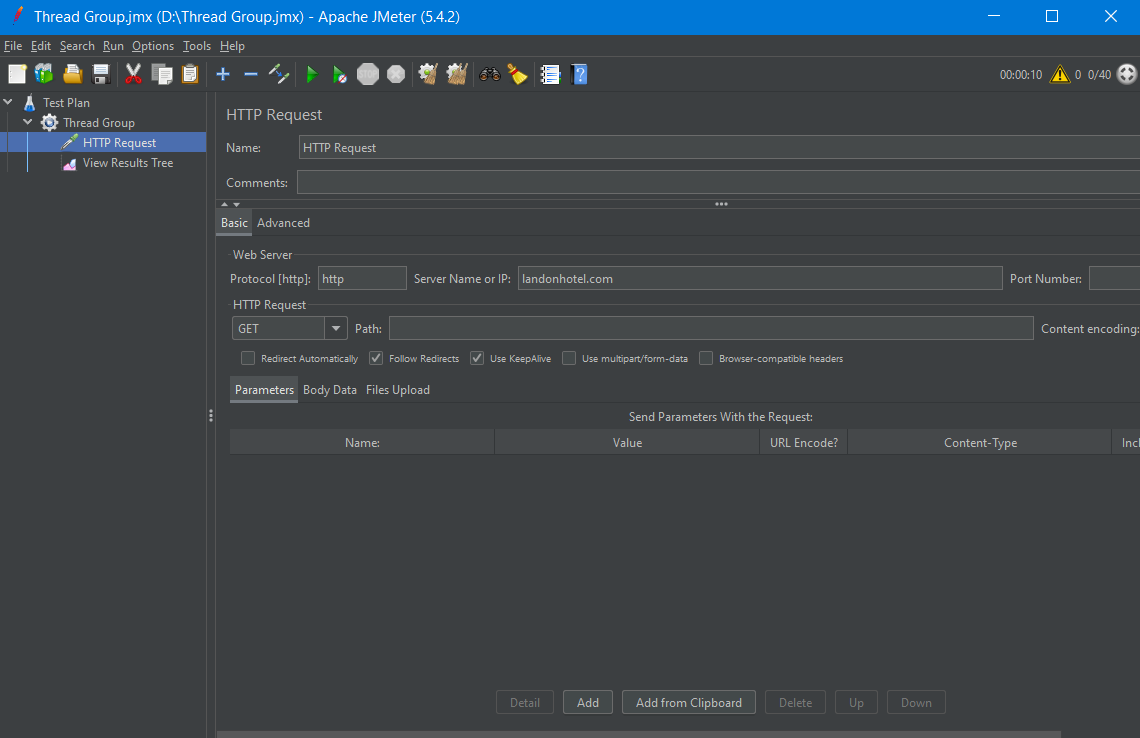 Thread Group.jmx (D:\Thread Group.jmx) - Apache JMeter (5.4.2)
File Edit Search Run Options Tools Help
STOP 00:00:10 0 0/40
Test Plan
Thread Group
HTTP Request
View Results Tree
HTTP Request
Name: HTTP Request
Comments:
Basic Advanced
Web Server
Protocol [http]: http Server Name or IP: landonhotel.com Port Number:
HTTP Request
GET Path: Content encoding:
Redirect Automatically Follow Redirects Use KeepAlive Use multipart/form-data Browser-compatible headers
Parameters Body Data Files Upload
Send Parameters With the Request:
Name: Value URL Encode? Content-Type Incl
Detail Add Add from Clipboard Delete Up Down